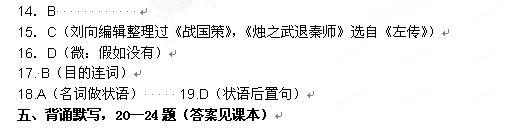 14. B
15. C（刘向编辑整理过《战国策》，《烛之武退秦师》选自《左传》）
16. D（微：假如没有）
17. B（目的连词）
18.A（名词做状语） 19.D（状语后置句）
五、背诵默写，20—24题（答案见课本）